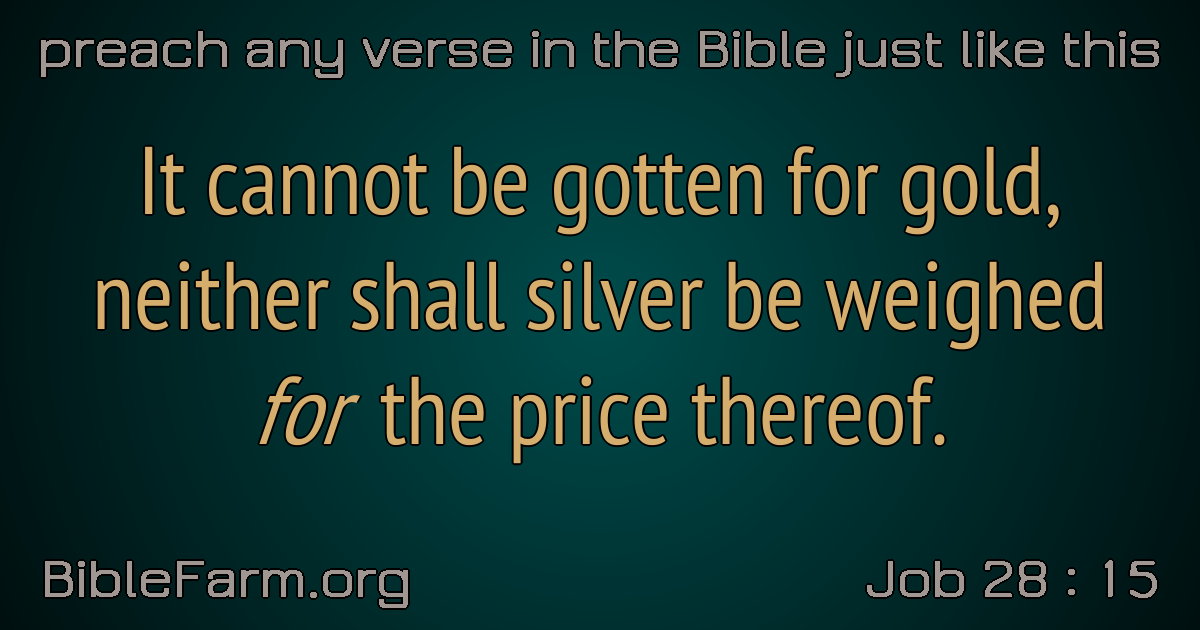 preach any verse in the Bible just like this
It cannot be gotten for gold,
neither shall silver be weighed
for the price thereof.
BibleFarm.org
Job 28 : 15